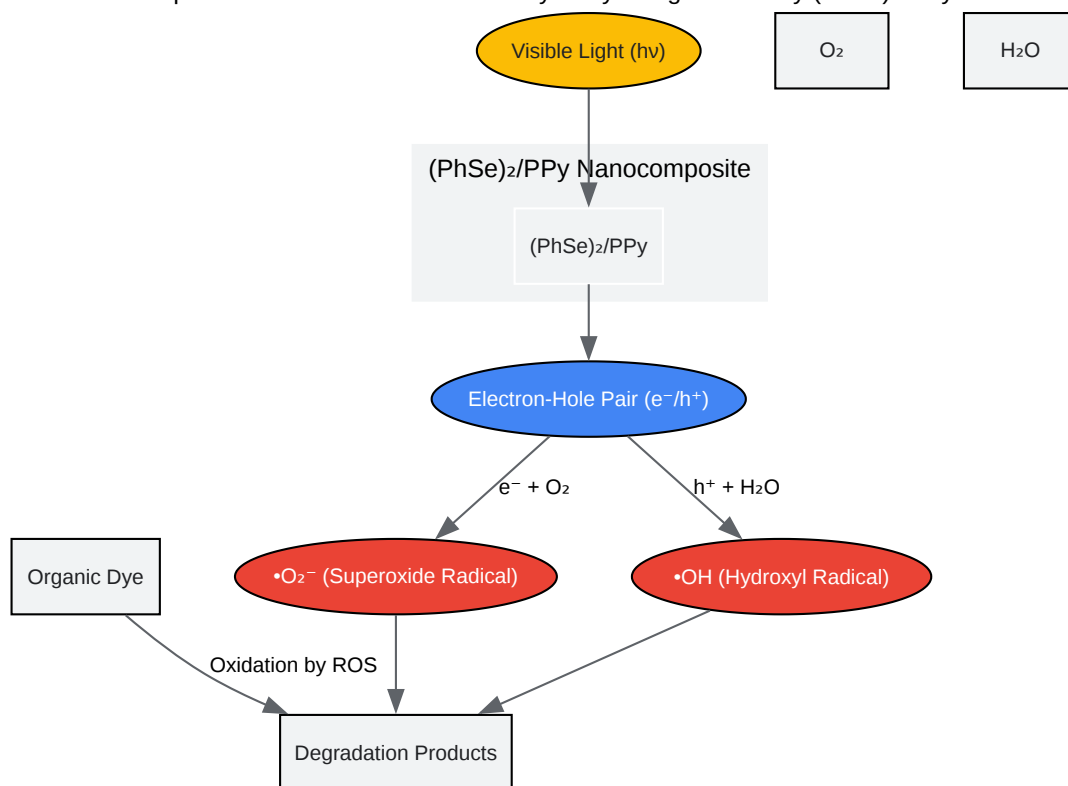 Visible Light (hν)
O₂
H₂O
(PhSe)₂/PPy Nanocomposite
(PhSe)₂/PPy
Electron-Hole Pair (e⁻/h⁺)
e⁻ + O₂
h⁺ + H₂O
Organic Dye
•O₂⁻ (Superoxide Radical)
•OH (Hydroxyl Radical)
Oxidation by ROS
Degradation Products